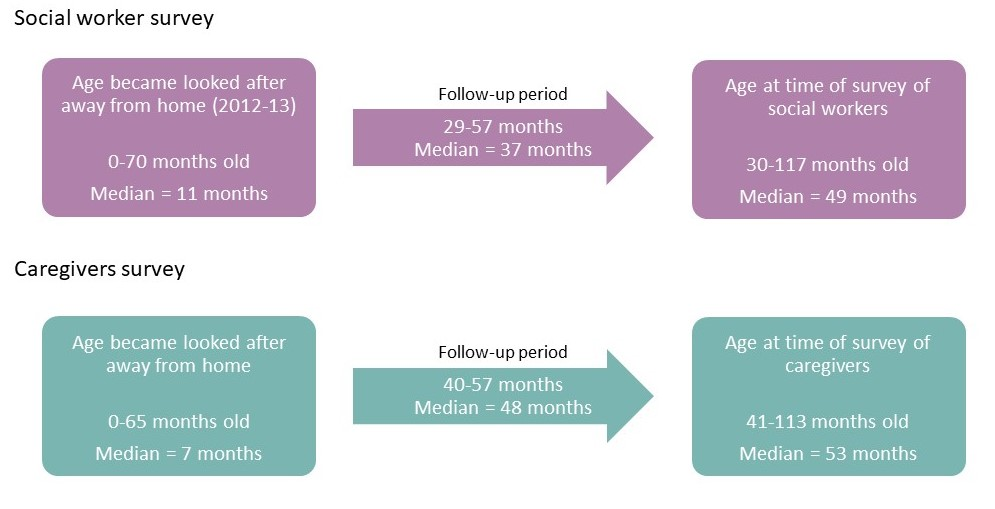 Social worker survey
Age became looked after
away from home (2012-13)
0-70 months old
Median = 11 months
Follow-up period
29-57 months
Median = 37 months
Age at time of survey of
social workers
30-117 months old
Median = 49 months
Caregivers survey
Age became looked after
away from home
0-65 months old
Median = 7 months
Follow-up period
40-57 months
Median = 48 months
Age at time of survey of
caregivers
41-113 months old
Median = 53 months